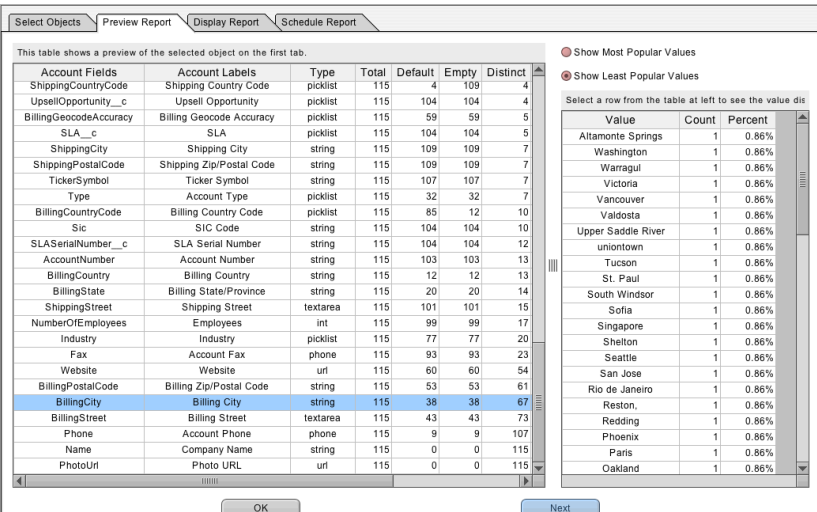 Select Objects Preview Report Display Report Schedule Report
This table shows a preview of the selected object on the first tab.
Account Fields Account Labels Type Total Default Empty Distinct
ShippingCountryCode Shipping Country Code picklist 115 4 109 4
UpsellOpportunity__c Upsell Opportunity picklist 115 104 104 4
BillingGeocodeAccuracy Billing Geocode Accuracy picklist 115 59 59 5
SLA__c SLA picklist 115 104 104 5
ShippingCity Shipping City string 115 109 109 7
ShippingPostalCode Shipping Zip/Postal Code string 115 109 109 7
TickerSymbol Ticker Symbol string 115 107 107 7
Type Account Type picklist 115 32 32 7
BillingCountryCode Billing Country Code picklist 115 85 12 10
Sic SIC Code string 115 104 104 10
SLASerialNumber__c SLA Serial Number string 115 104 104 12
AccountNumber Account Number string 115 103 103 13
BillingCountry Billing Country string 115 12 12 13
BillingState Billing State/Province string 115 20 20 14
ShippingStreet Shipping Street textarea 115 101 101 15
NumberOfEmployees Employees int 115 99 99 17
Industry Industry picklist 115 77 77 20
Fax Account Fax phone 115 93 93 23
Website Website url 115 60 60 54
BillingPostalCode Billing Zip/Postal Code string 115 53 53 61
BillingCity Billing City string 115 38 38 67
BillingStreet Billing Street textarea 115 43 43 73
Phone Account Phone phone 115 9 9 107
Name Company Name string 115 0 0 115
PhotoUrl Photo URL url 115 0 0 115
Show Most Popular Values
Show Least Popular Values
Select a row from the table at left to see the value dis
Value Count Percent
Altamonte Springs 1 0.86%
Washington 1 0.86%
Warragul 1 0.86%
Victoria 1 0.86%
Vancouver 1 0.86%
Valdosta 1 0.86%
Upper Saddle River 1 0.86%
uniontown 1 0.86%
Tucson 1 0.86%
St. Paul 1 0.86%
South Windsor 1 0.86%
Sofia 1 0.86%
Singapore 1 0.86%
Shelton 1 0.86%
Seattle 1 0.86%
San Jose 1 0.86%
Rio de Janeiro 1 0.86%
Reston, 1 0.86%
Redding 1 0.86%
Phoenix 1 0.86%
Paris 1 0.86%
Oakland 1 0.86%
OK Next